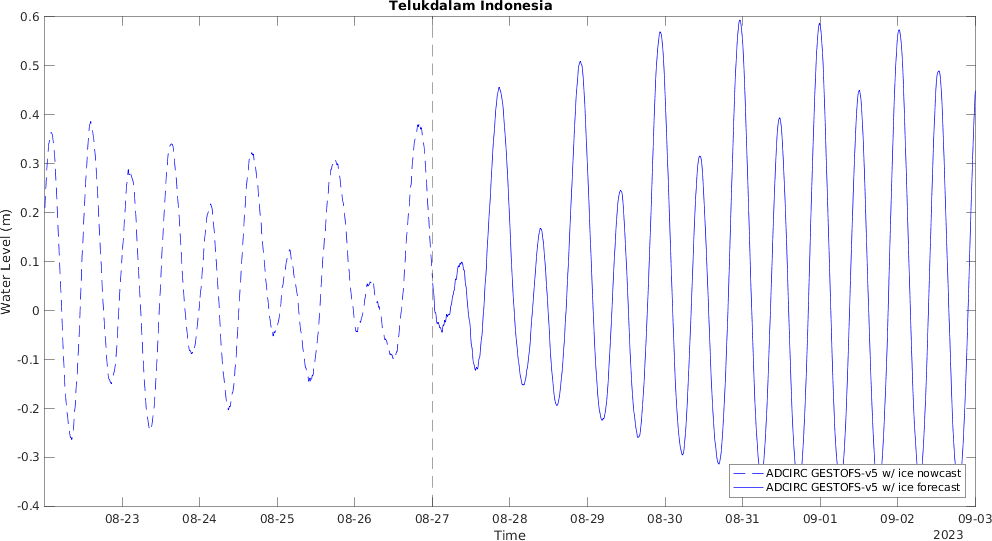 Telukdalam Indonesia
0.6
0.5
0.4
0.3
0.2
0.1
0
-0.1
-0.2
-0.3
-0.4
Water Level (m)
ADCIRC GESTOFS-v5 w/ ice nowcast
ADCIRC GESTOFS-v5 w/ ice forecast
08-23 08-24 08-25 08-26 08-27 08-28 08-29 08-30 08-31 09-01 09-02 09-03
Time
2023